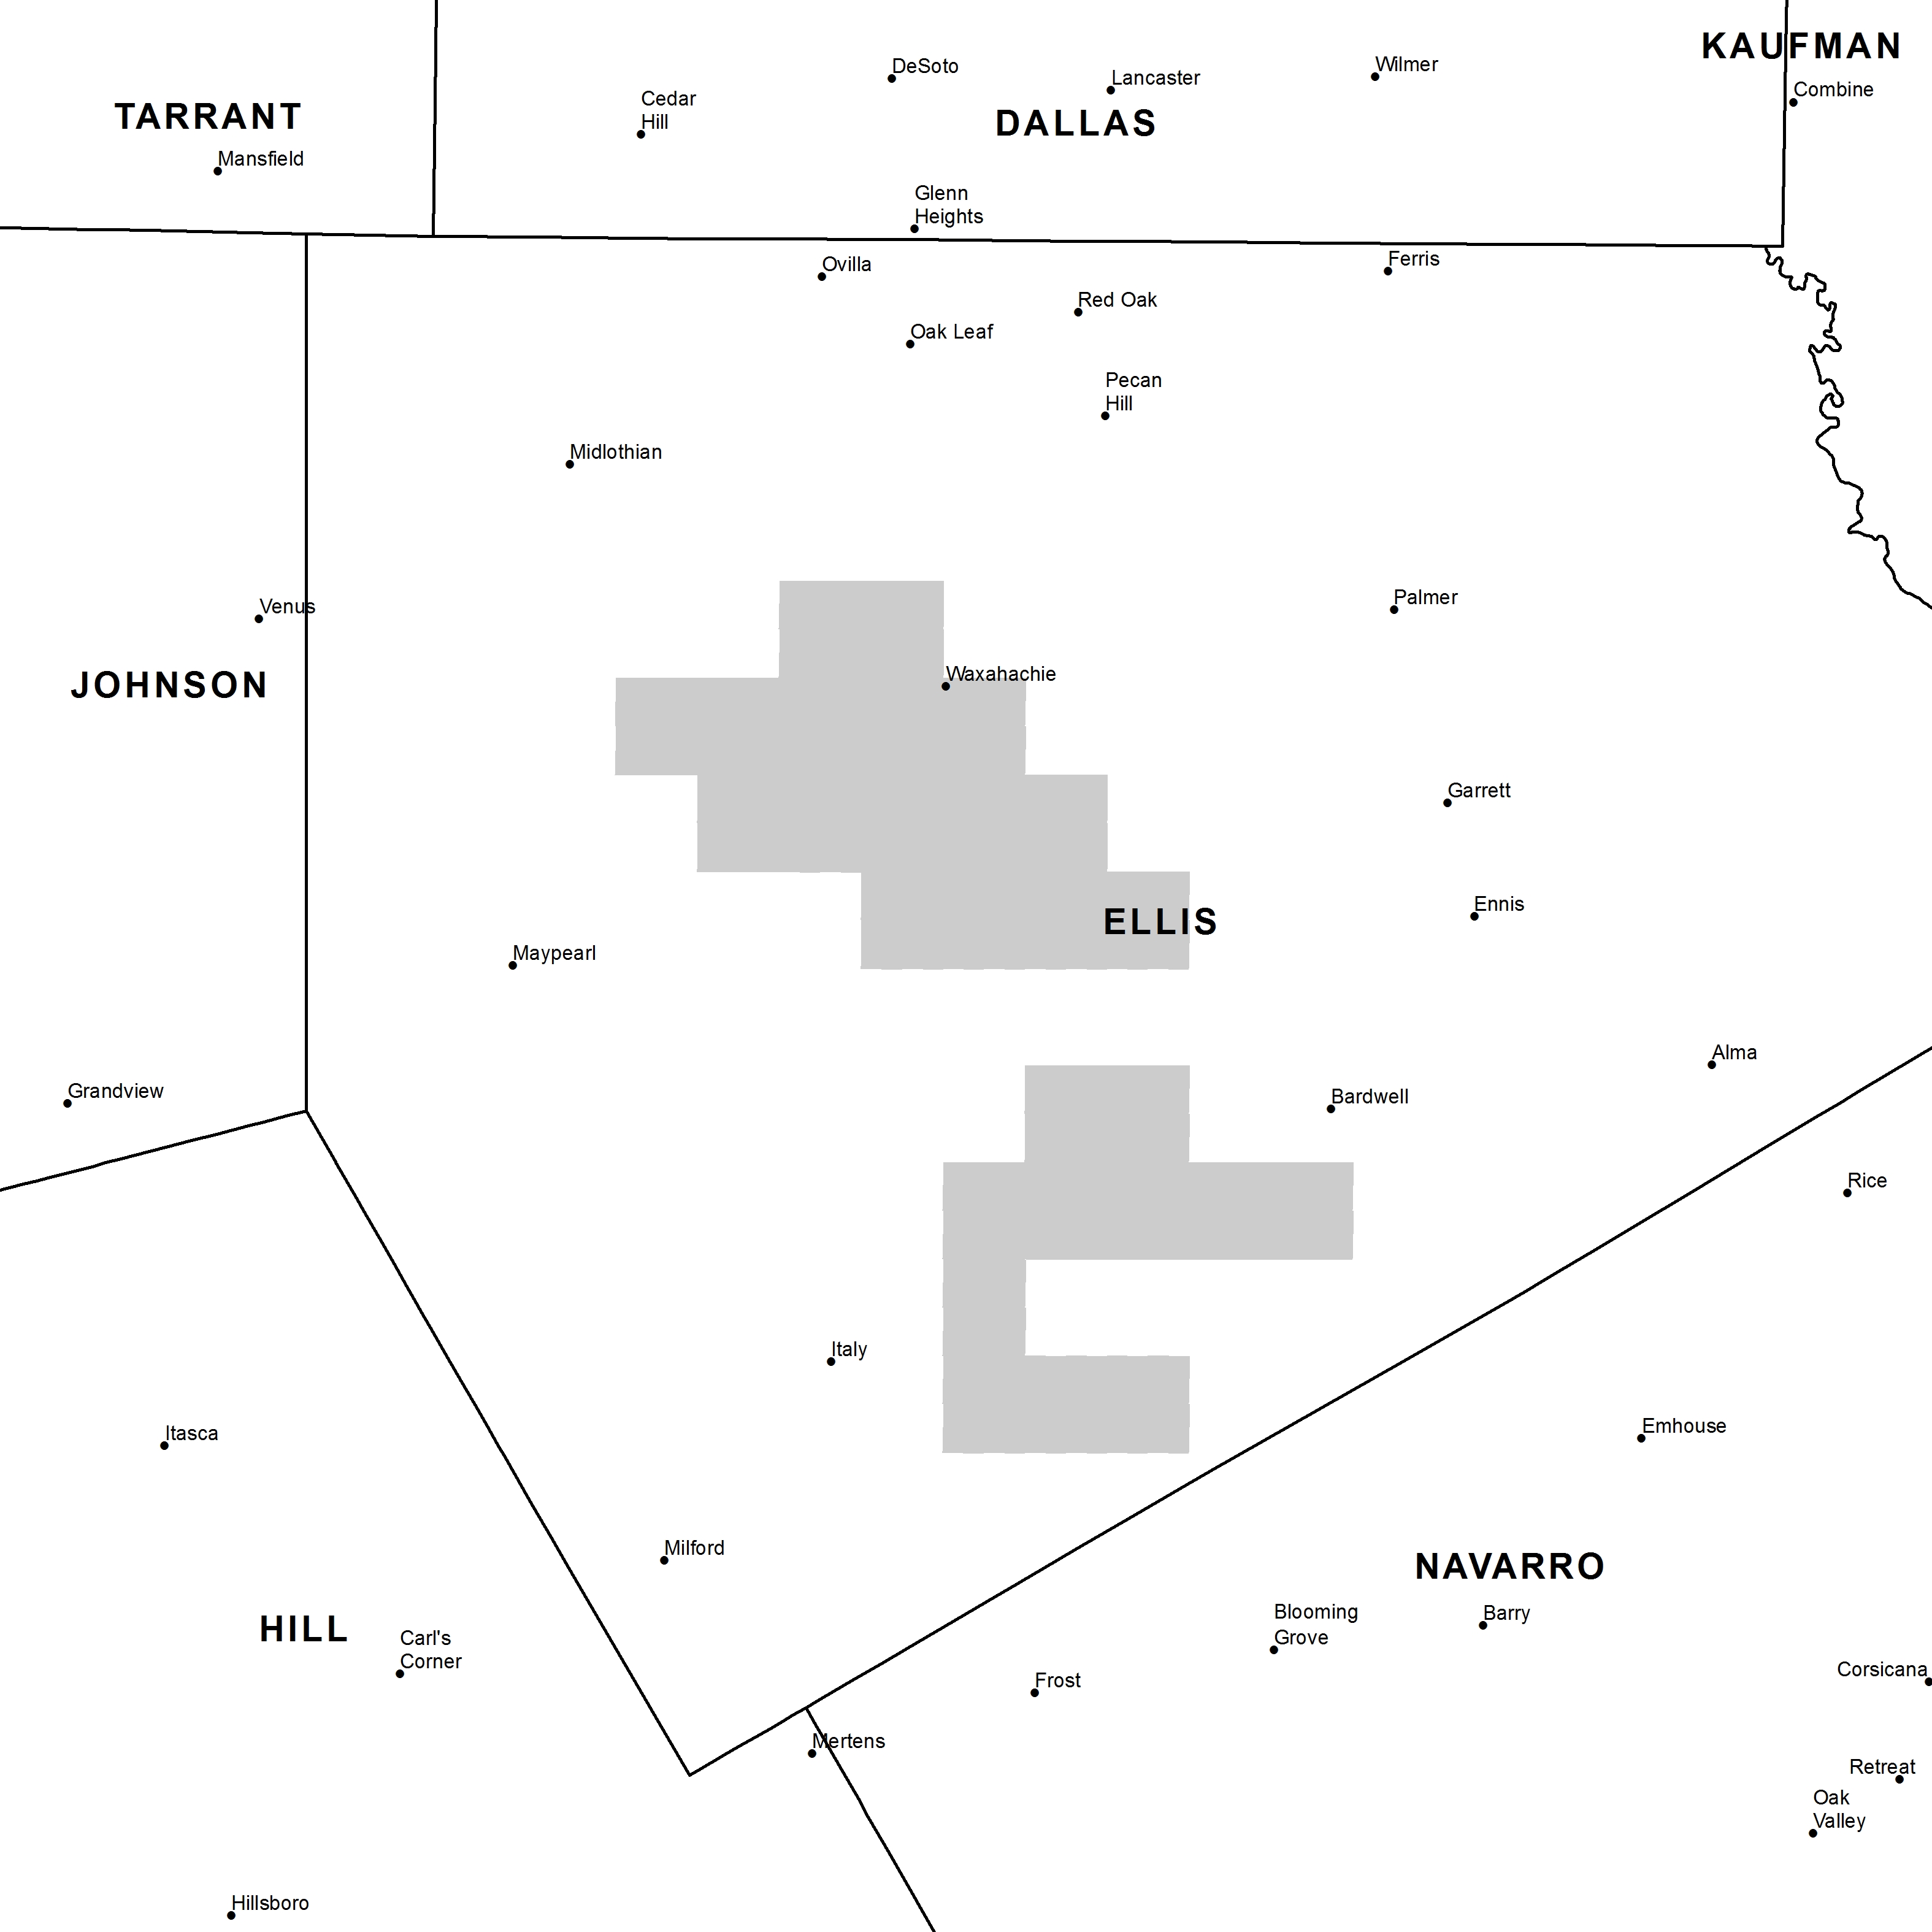 KAUFMAN
DeSoto
Wilmer
Lancaster
Combine
Cedar
Hill
TARRANT
DALLAS
Mansfield
Glenn
Heights
Ovilla
Ferris
Red Oak
Oak Leaf
Pecan
Hill
Midlothian
Venus
Palmer
Waxahachie
JOHNSON
Garrett
Ennis
ELLIS
Maypearl
Alma
Grandview
Bardwell
Rice
Italy
Itasca
Emhouse
Milford
NAVARRO
Blooming
Grove
Barry
HILL
Carl's
Corner
Frost
Corsicana
Mertens
Retreat
Oak
Valley
Hillsboro